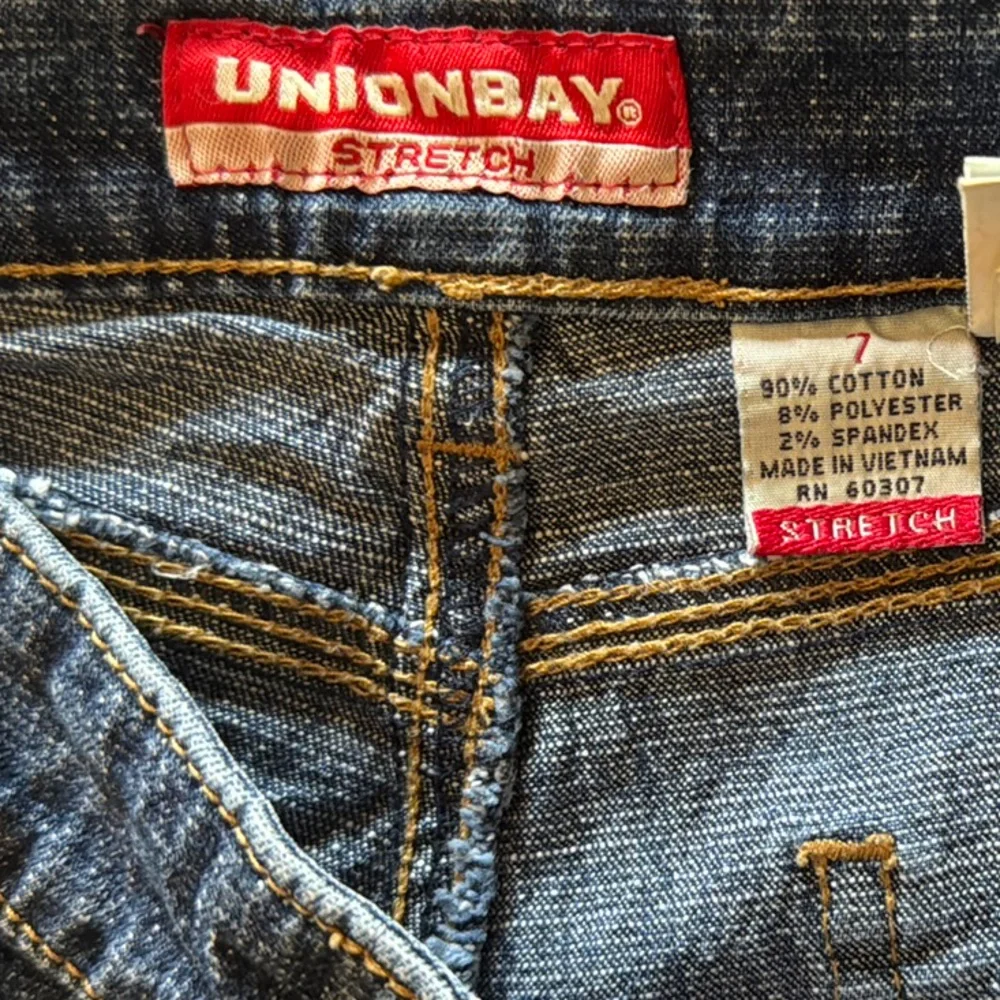 UNIONBAY®
STRETCH
7
90% COTTON
8% POLYESTER
2% SPANDEX
MADE IN VIETNAM
RN 60307
STRETCH